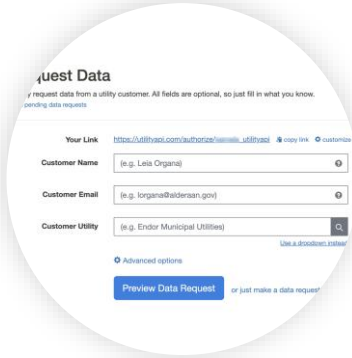 quest Data
request data from a utility customer. All fields are optional, so just fill in what you know.
pending data requests
Your Link https://utilityapi.com/authorize/ _utilityapi copy link customize
Customer Name (e.g. Leia Organa)
Customer Email (e.g. lorgana@alderaan.gov)
Customer Utility (e.g. Endor Municipal Utilities)
Use a dropdown instead
Advanced options
Preview Data Request or just make a data request